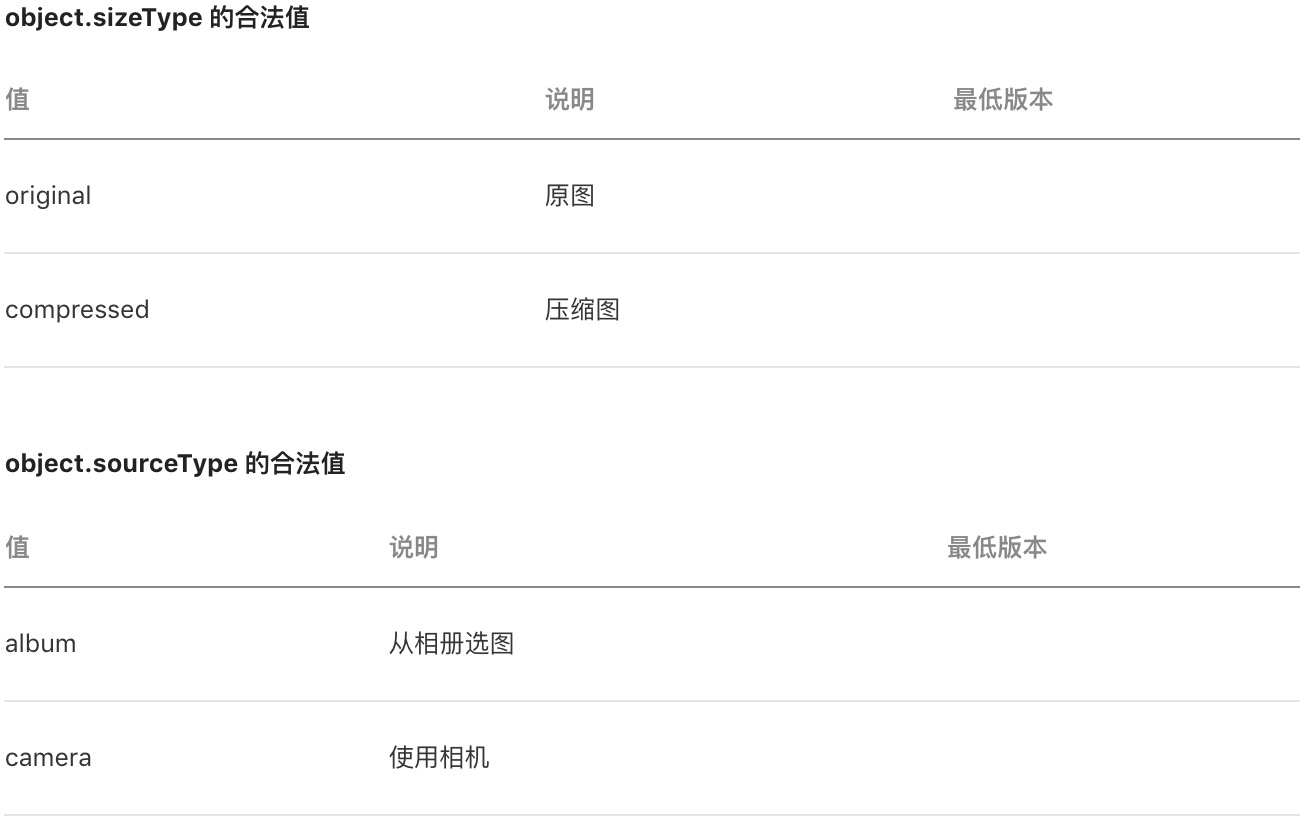 object.sizeType 的合法值
值 说明 最低版本
original 原图
compressed 压缩图
object.sourceType 的合法值
值 说明 最低版本
album 从相册选图
camera 使用相机